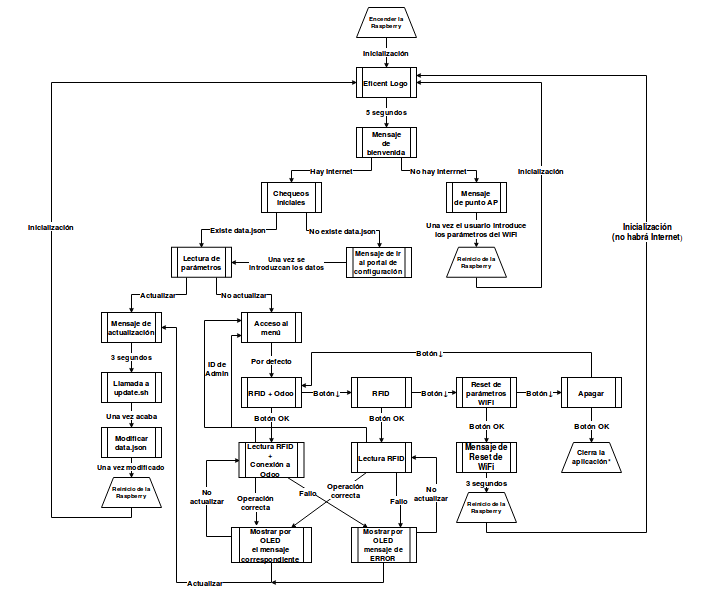 Encender la
Raspberry
Inicialización
Eficent Logo
5 segundos
Mensaje
de
bienvenida
Hay Internet
No hay Interrnet
Inicialización
Chequeos
iniciales
Mensaje
de punto AP
Inicialización
Una vez el usuario introduce
los parámetros del WIFI
Inicialización
(no habrá Internet)
Existe data.json
No existe data.json
Lectura de
parámetros
Una vez se
introduzcan los datos
Mensaje de ir
al portal de
configuración
Reinicio de la
Raspberry
Actualizar
No actualizar
Mensaje de
actualización
Acceso al
menú
3 segundos
ID de
Admin
Por defecto
Botón↓
Llamada a
update.sh
RFID + Odoo
Botón↓
RFID
Botón↓
Reset de
parámetros
WIFI
Botón↓
Apagar
Una vez acaba
Botón OK
Botón OK
Botón OK
Botón OK
Modificar
data.json
Lectura RFID
+
Conexión a
Odoo
Lectura RFID
Mensaje de
Reset de
WiFi
Cierra la
aplicación*
Una vez modificado
Reinicio de la
Raspberry
No
actualizar
Operación
correcta
Fallo
Operación
correcta
Fallo
No
actualizar
3 segundos
Reinicio de la
Raspberry
Mostrar por
OLED
el mensaje
correspondiente
Mostrar por
OLED
mensaje de
ERROR
Actualizar